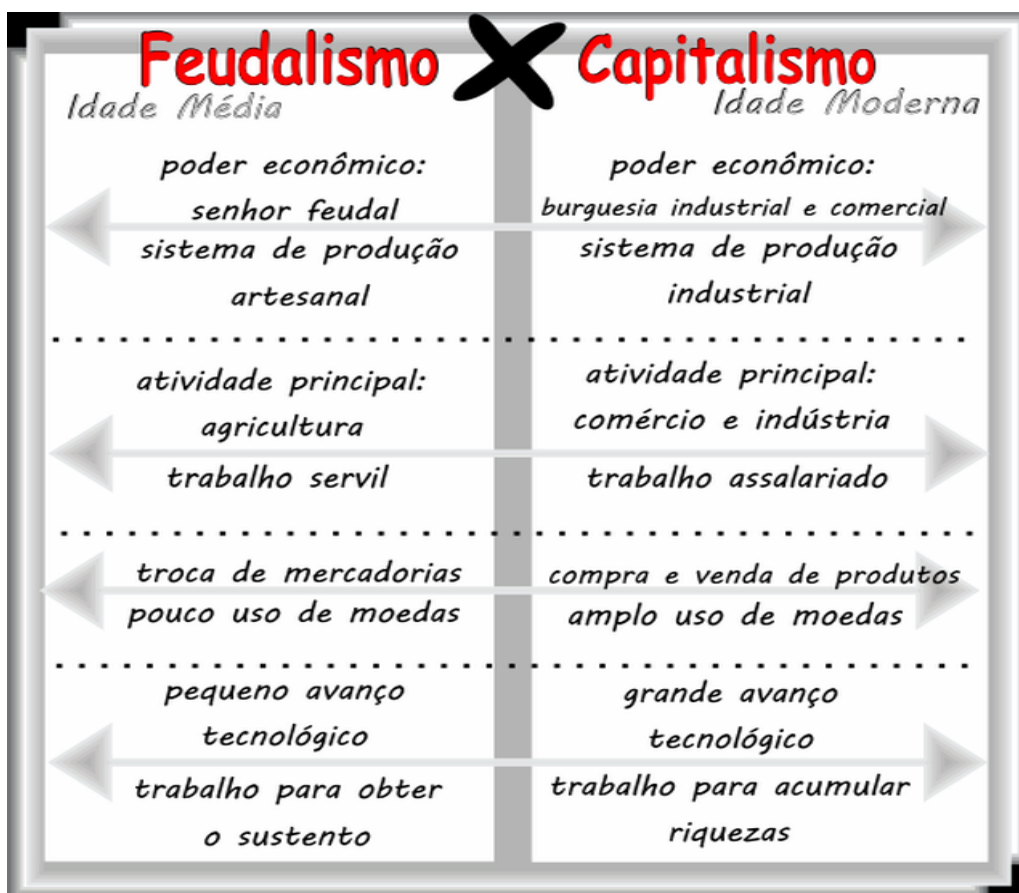 Feudalismo X Capitalismo
Idade Média
Idade Moderna
poder econômico:
senhor feudal
sistema de produção
artesanal
poder econômico:
burguesia industrial e comercial
sistema de produção
industrial
atividade principal:
agricultura
trabalho servil
atividade principal:
comércio e indústria
trabalho assalariado
troca de mercadorias
pouco uso de moedas
compra e venda de produtos
amplo uso de moedas
pequeno avanço
tecnológico
trabalho para obter
o sustento
grande avanço
tecnológico
trabalho para acumular
riquezas